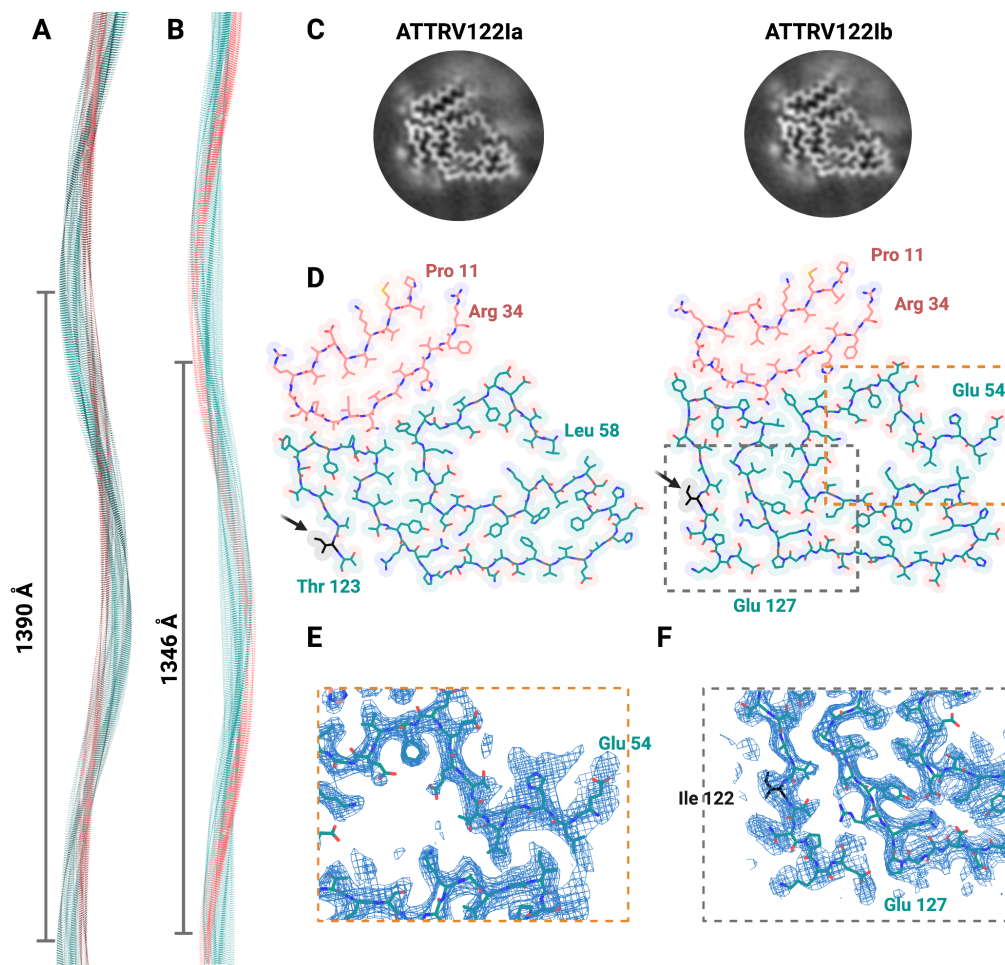 A
B
C
ATTRV122Ia
ATTRV122Ib
D
Pro 11
Arg 34
Leu 58
Thr 123
Pro 11
Arg 34
Glu 54
Glu 127
1390 Å
1346 Å
E
Glu 54
F
Ile 122
Glu 127